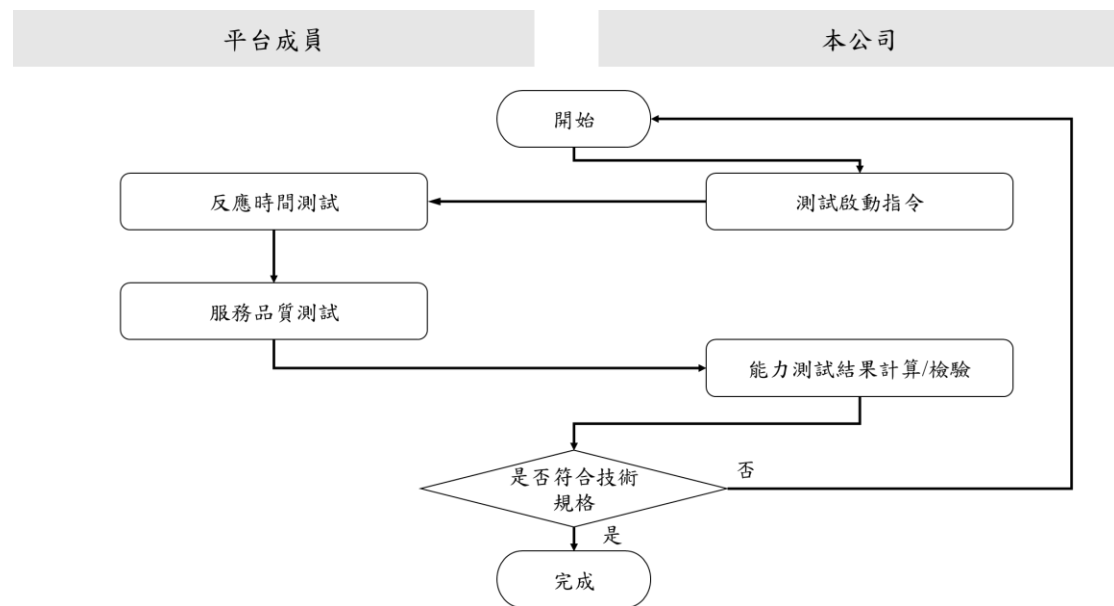 平台成員
本公司
開始
反應時間測試
測試啟動指令
服務品質測試
能力測試結果計算/檢驗
是否符合技術
規格
否
是
完成